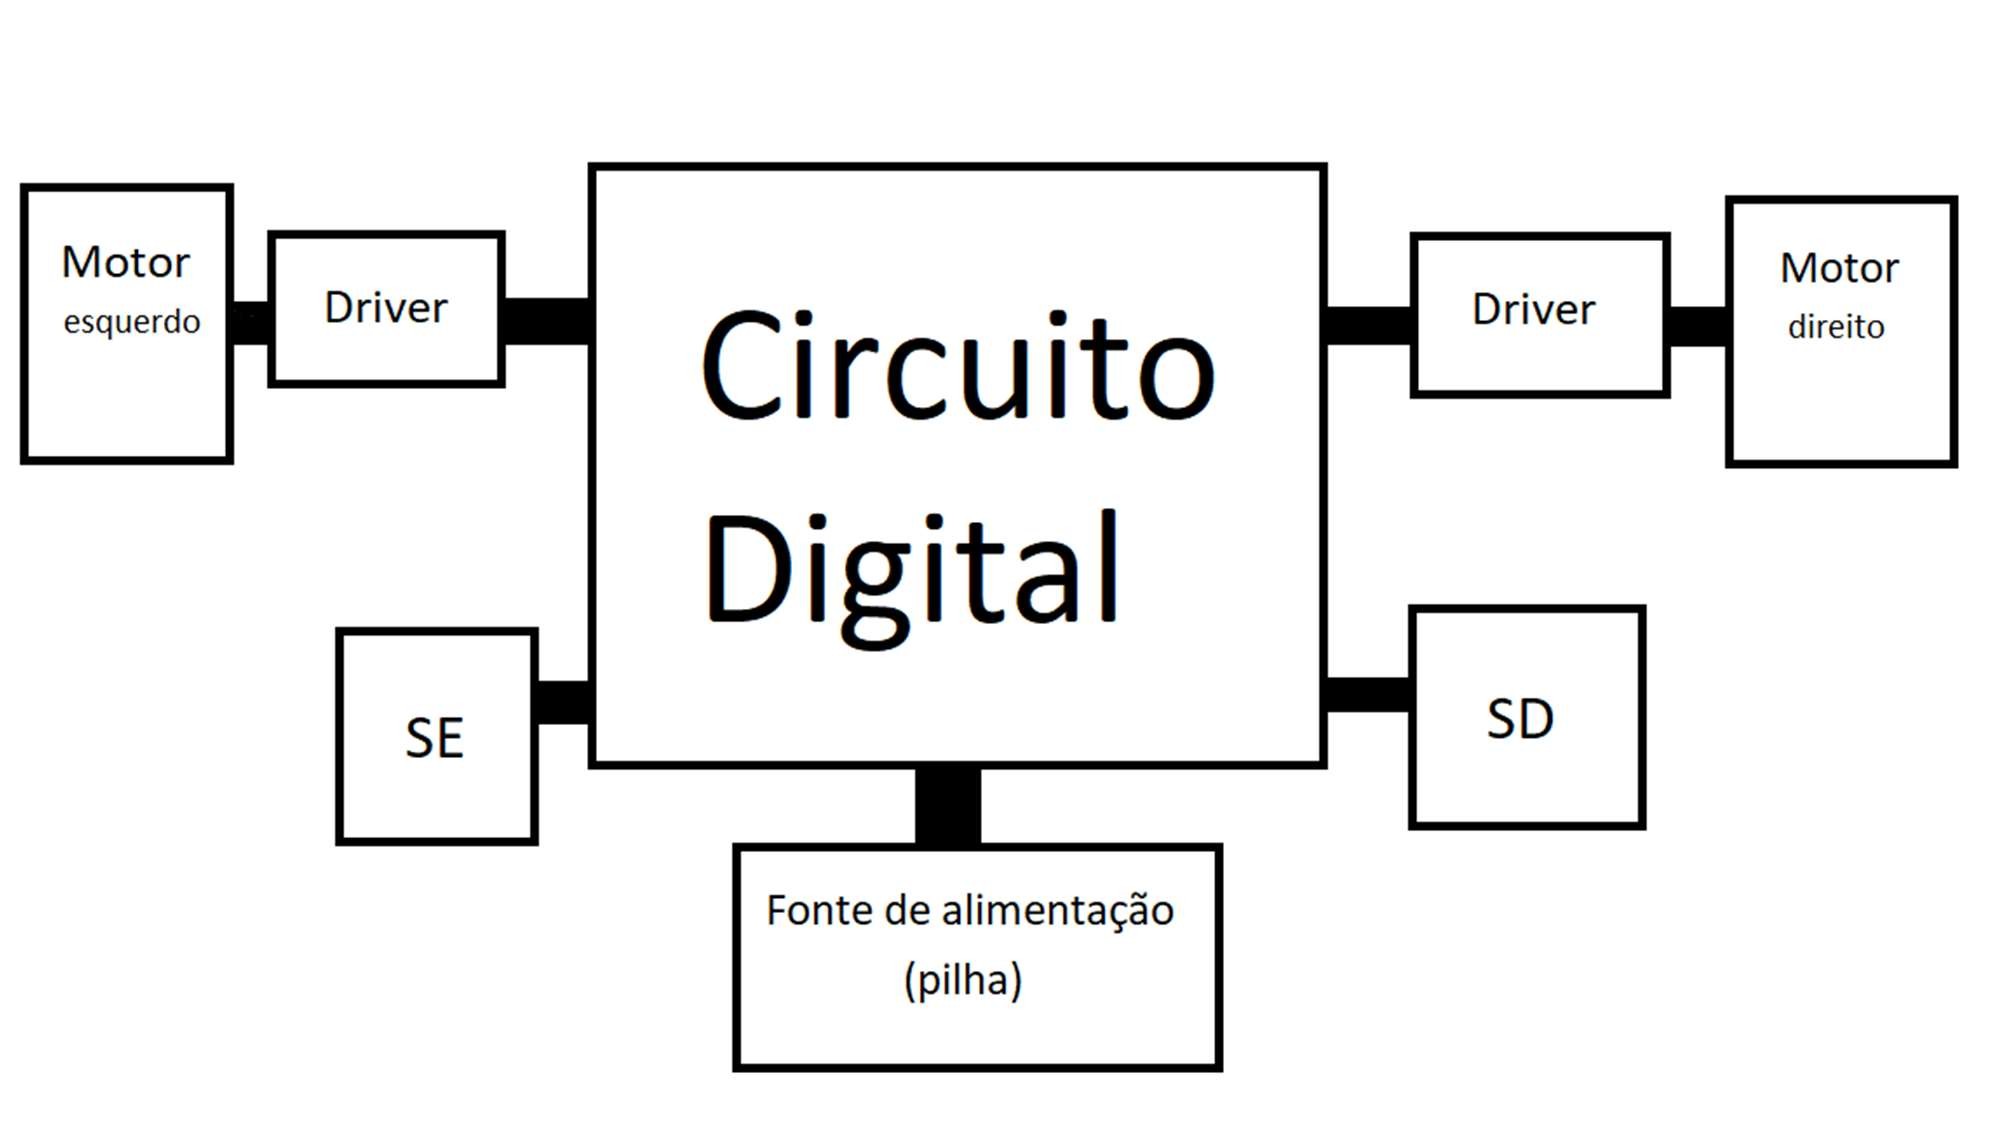 Motor
esquerdo
Driver
Circuito
Digital
Driver
Motor
direito
SE
SD
Fonte de alimentação
(pilha)